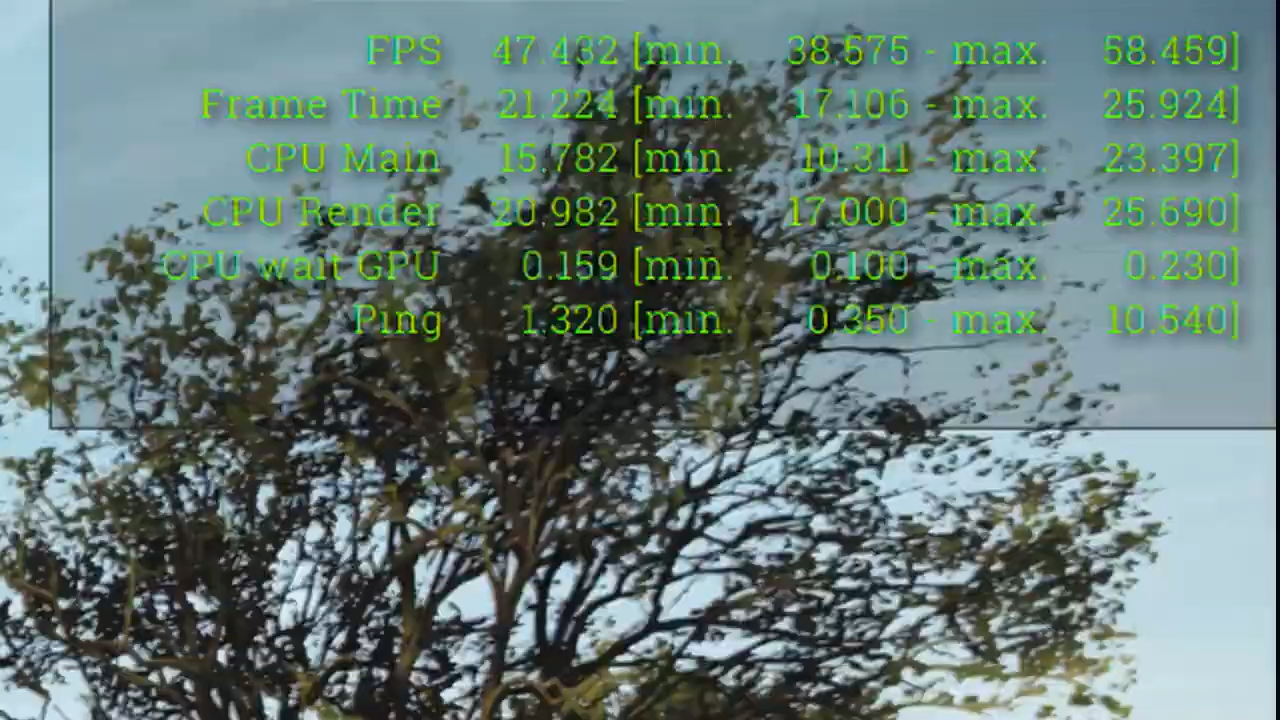 FPS 47.432 [min. 38.575 - max. 58.459]
Frame Time 21.224 [min. 17.106 - max. 25.924]
CPU Main 15.782 [min. 10.311 - max. 23.397]
CPU Render 20.982 [min. 17.000 - max. 25.690]
CPU wait GPU 0.159 [min. 0.100 - max. 0.230]
Ping 1.320 [min. 0.350 - max. 10.540]